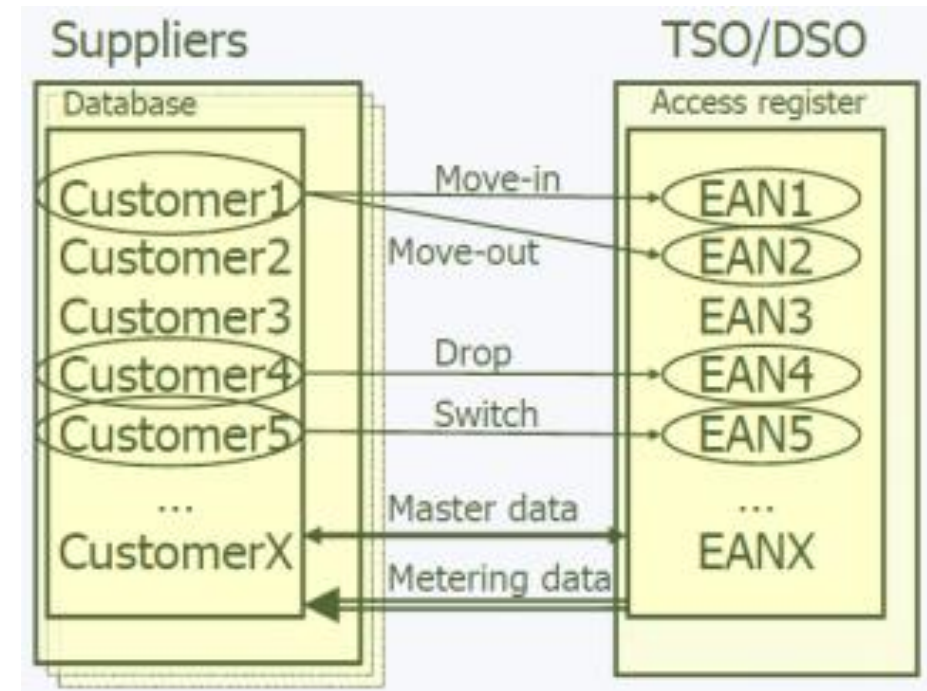 Suppliers
TSO/DSO
Database
Access register
Customer1
Move-in
EAN1
Customer2
Move-out
EAN2
Customer3
EAN3
Customer4
Drop
EAN4
Customer5
Switch
EAN5
...
...
Master data
CustomerX
EANX
Metering data